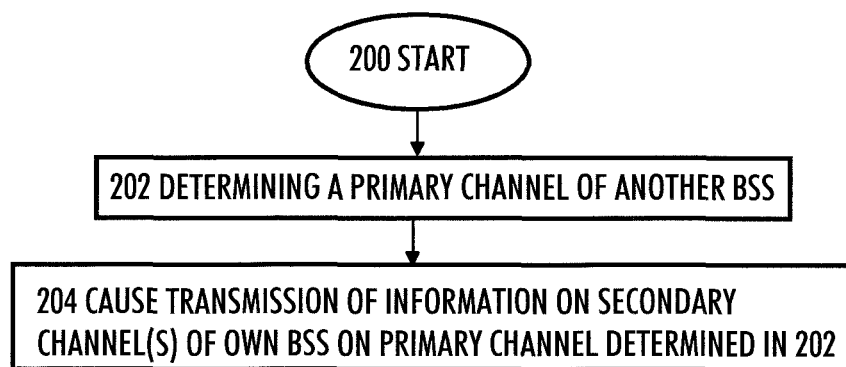 200 START
202 DETERMINING A PRIMARY CHANNEL OF ANOTHER BSS
204 CAUSE TRANSMISSION OF INFORMATION ON SECONDARY
CHANNEL(S) OF OWN BSS ON PRIMARY CHANNEL DETERMINED IN 202